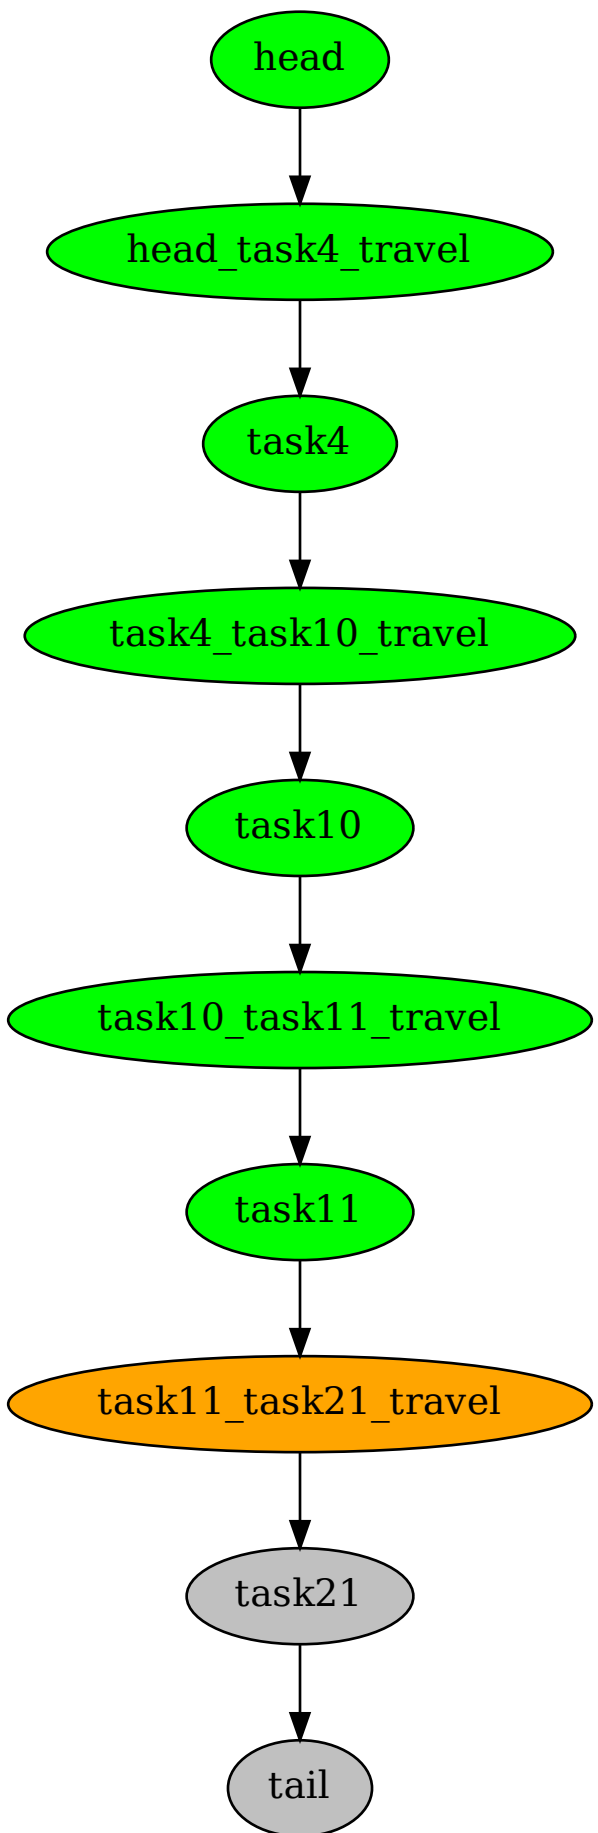 head
head_task4_travel
task4
task4_task10_travel
task10
task10_task11_travel
task11
task11_task21_travel
task21
tail